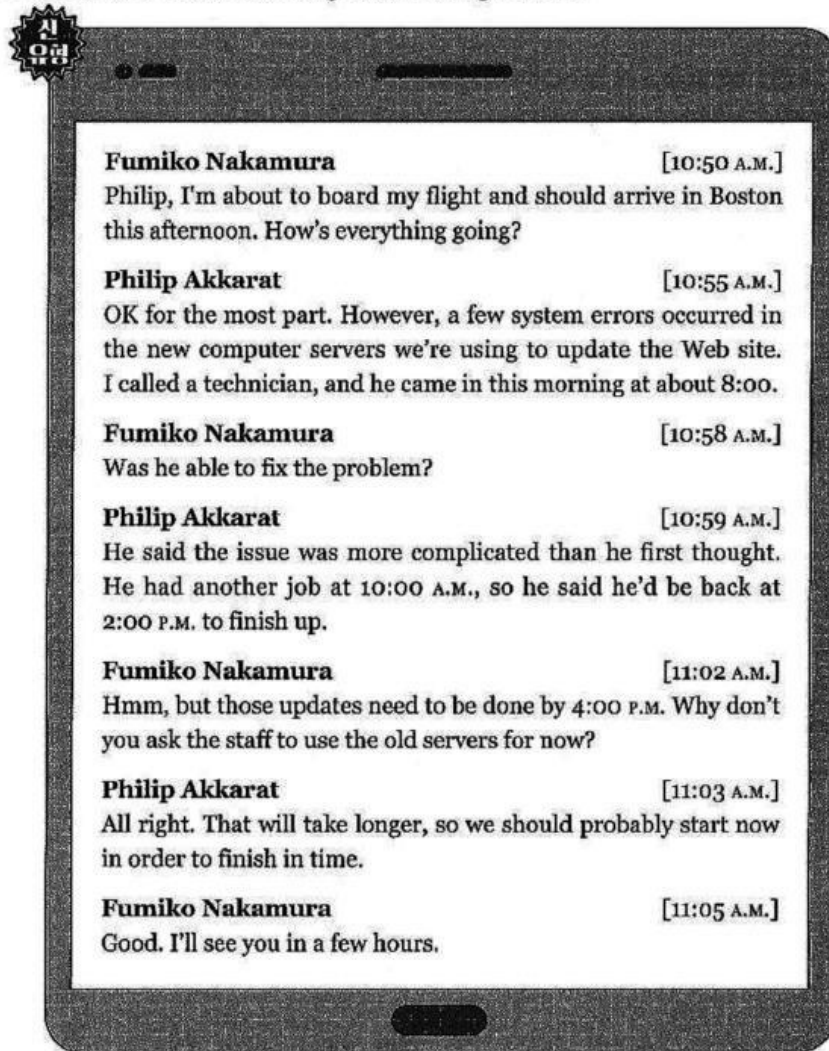 신
유형
Fumiko Nakamura [10:50 A.M.]
Philip, I'm about to board my flight and should arrive in Boston
this afternoon. How's everything going?
Philip Akkarat [10:55 A.M.]
OK for the most part. However, a few system errors occurred in
the new computer servers we're using to update the Web site.
I called a technician, and he came in this morning at about 8:00.
Fumiko Nakamura [10:58 A.M.]
Was he able to fix the problem?
Philip Akkarat [10:59 A.M.]
He said the issue was more complicated than he first thought.
He had another job at 10:00 A.M., so he said he'd be back at
2:00 P.M. to finish up.
Fumiko Nakamura [11:02 A.M.]
Hmm, but those updates need to be done by 4:00 P.M. Why don't
you ask the staff to use the old servers for now?
Philip Akkarat [11:03 A.M.]
All right. That will take longer, so we should probably start now
in order to finish in time.
Fumiko Nakamura [11:05 A.M.]
Good. I'll see you in a few hours.